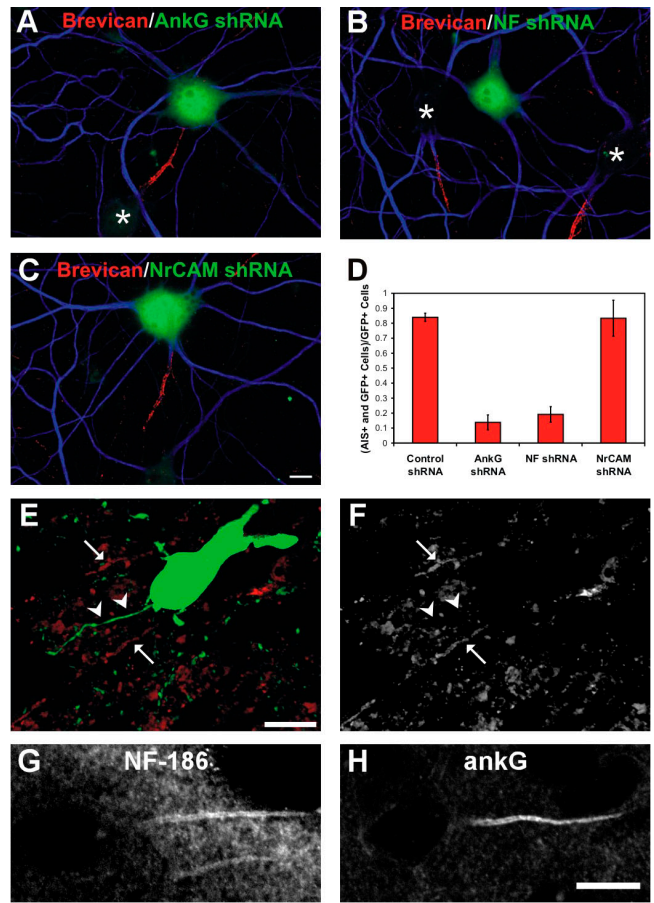 A Brevican/AnkG shRNA
*
B Brevican/NF shRNA
*
*
C Brevican/NrCAM shRNA
D
(AIS+ and GFP+ Cells)/GFP+ Cells
1
0.9
0.8
0.7
0.6
0.5
0.4
0.3
0.2
0.1
0
Control shRNA
AnkG shRNA
NF shRNA
NrCAM shRNA
E
F
G NF-186
H ankG